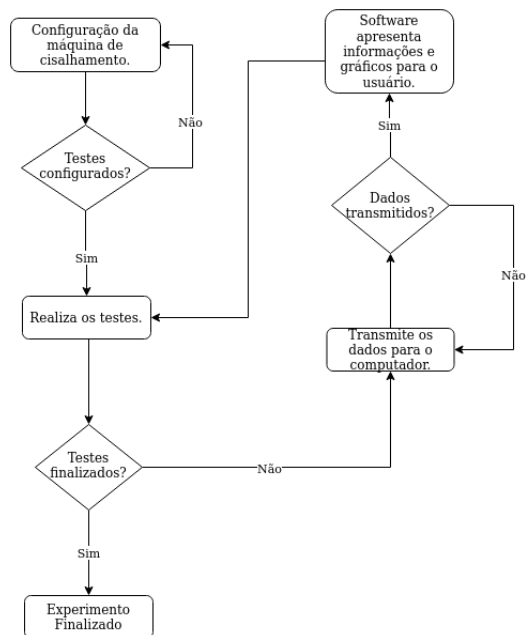 Configuração da
máquina de
cisalhamento.
Não
Testes
configurados?
Sim
Realiza os testes.
Testes
finalizados?
Não
Sim
Experimento
Finalizado
Software
apresenta
informações e
gráficos para o
usuário.
Sim
Dados
transmitidos?
Não
Transmite os
dados para o
computador.